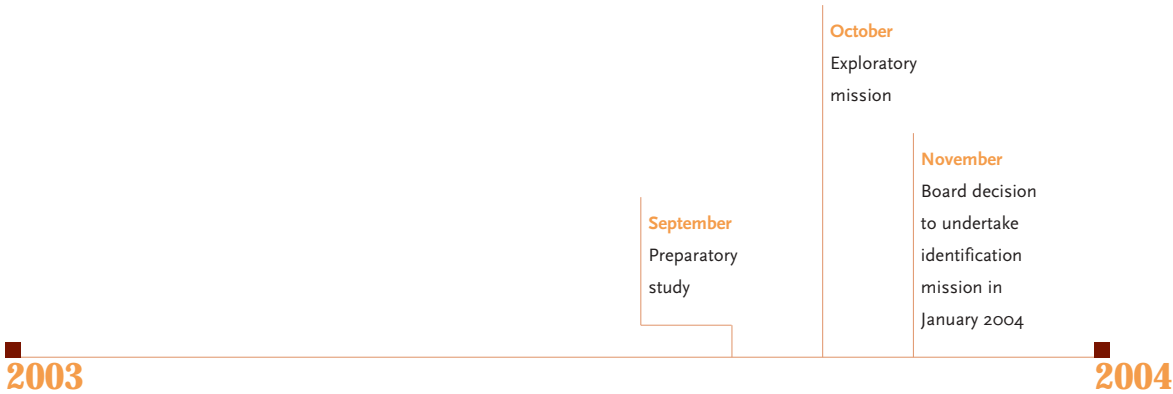 September
Preparatory
study
October
Exploratory
mission
November
Board decision
to undertake
identification
mission in
January 2004
2003
2004